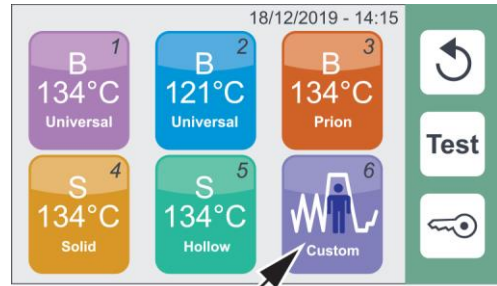 18/12/2019 - 14:15
1
B
134°C
Universal
2
B
121°C
Universal
3
B
134°C
Prion
Test
4
S
134°C
Solid
5
S
134°C
Hollow
6
Custom